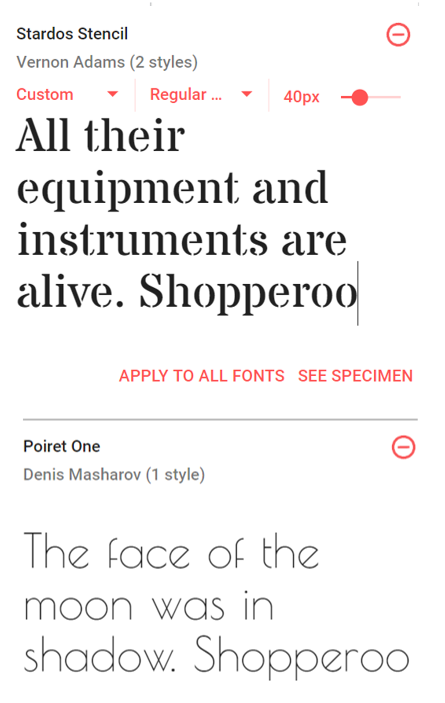 Stardos Stencil
Vernon Adams (2 styles)
Custom Regular ... 40px
All their
equipment and
instruments are
alive. Shopperoo
APPLY TO ALL FONTS SEE SPECIMEN
Poiret One
Denis Masharov (1 style)
The face of the
moon was in
shadow. Shopperoo